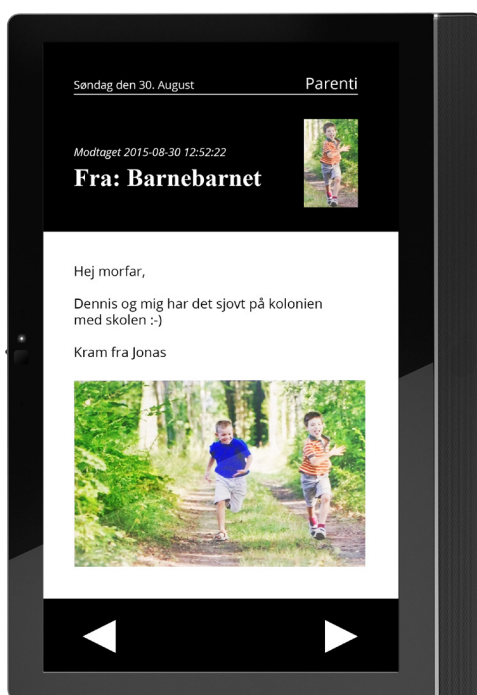 Søndag den 30. August
Parenti
Modtaget 2015-08-30 12:52:22
Fra: Barnebarnet
Hej morfar,
Dennis og mig har det sjovt på kolonien
med skolen :-)
Kram fra Jonas